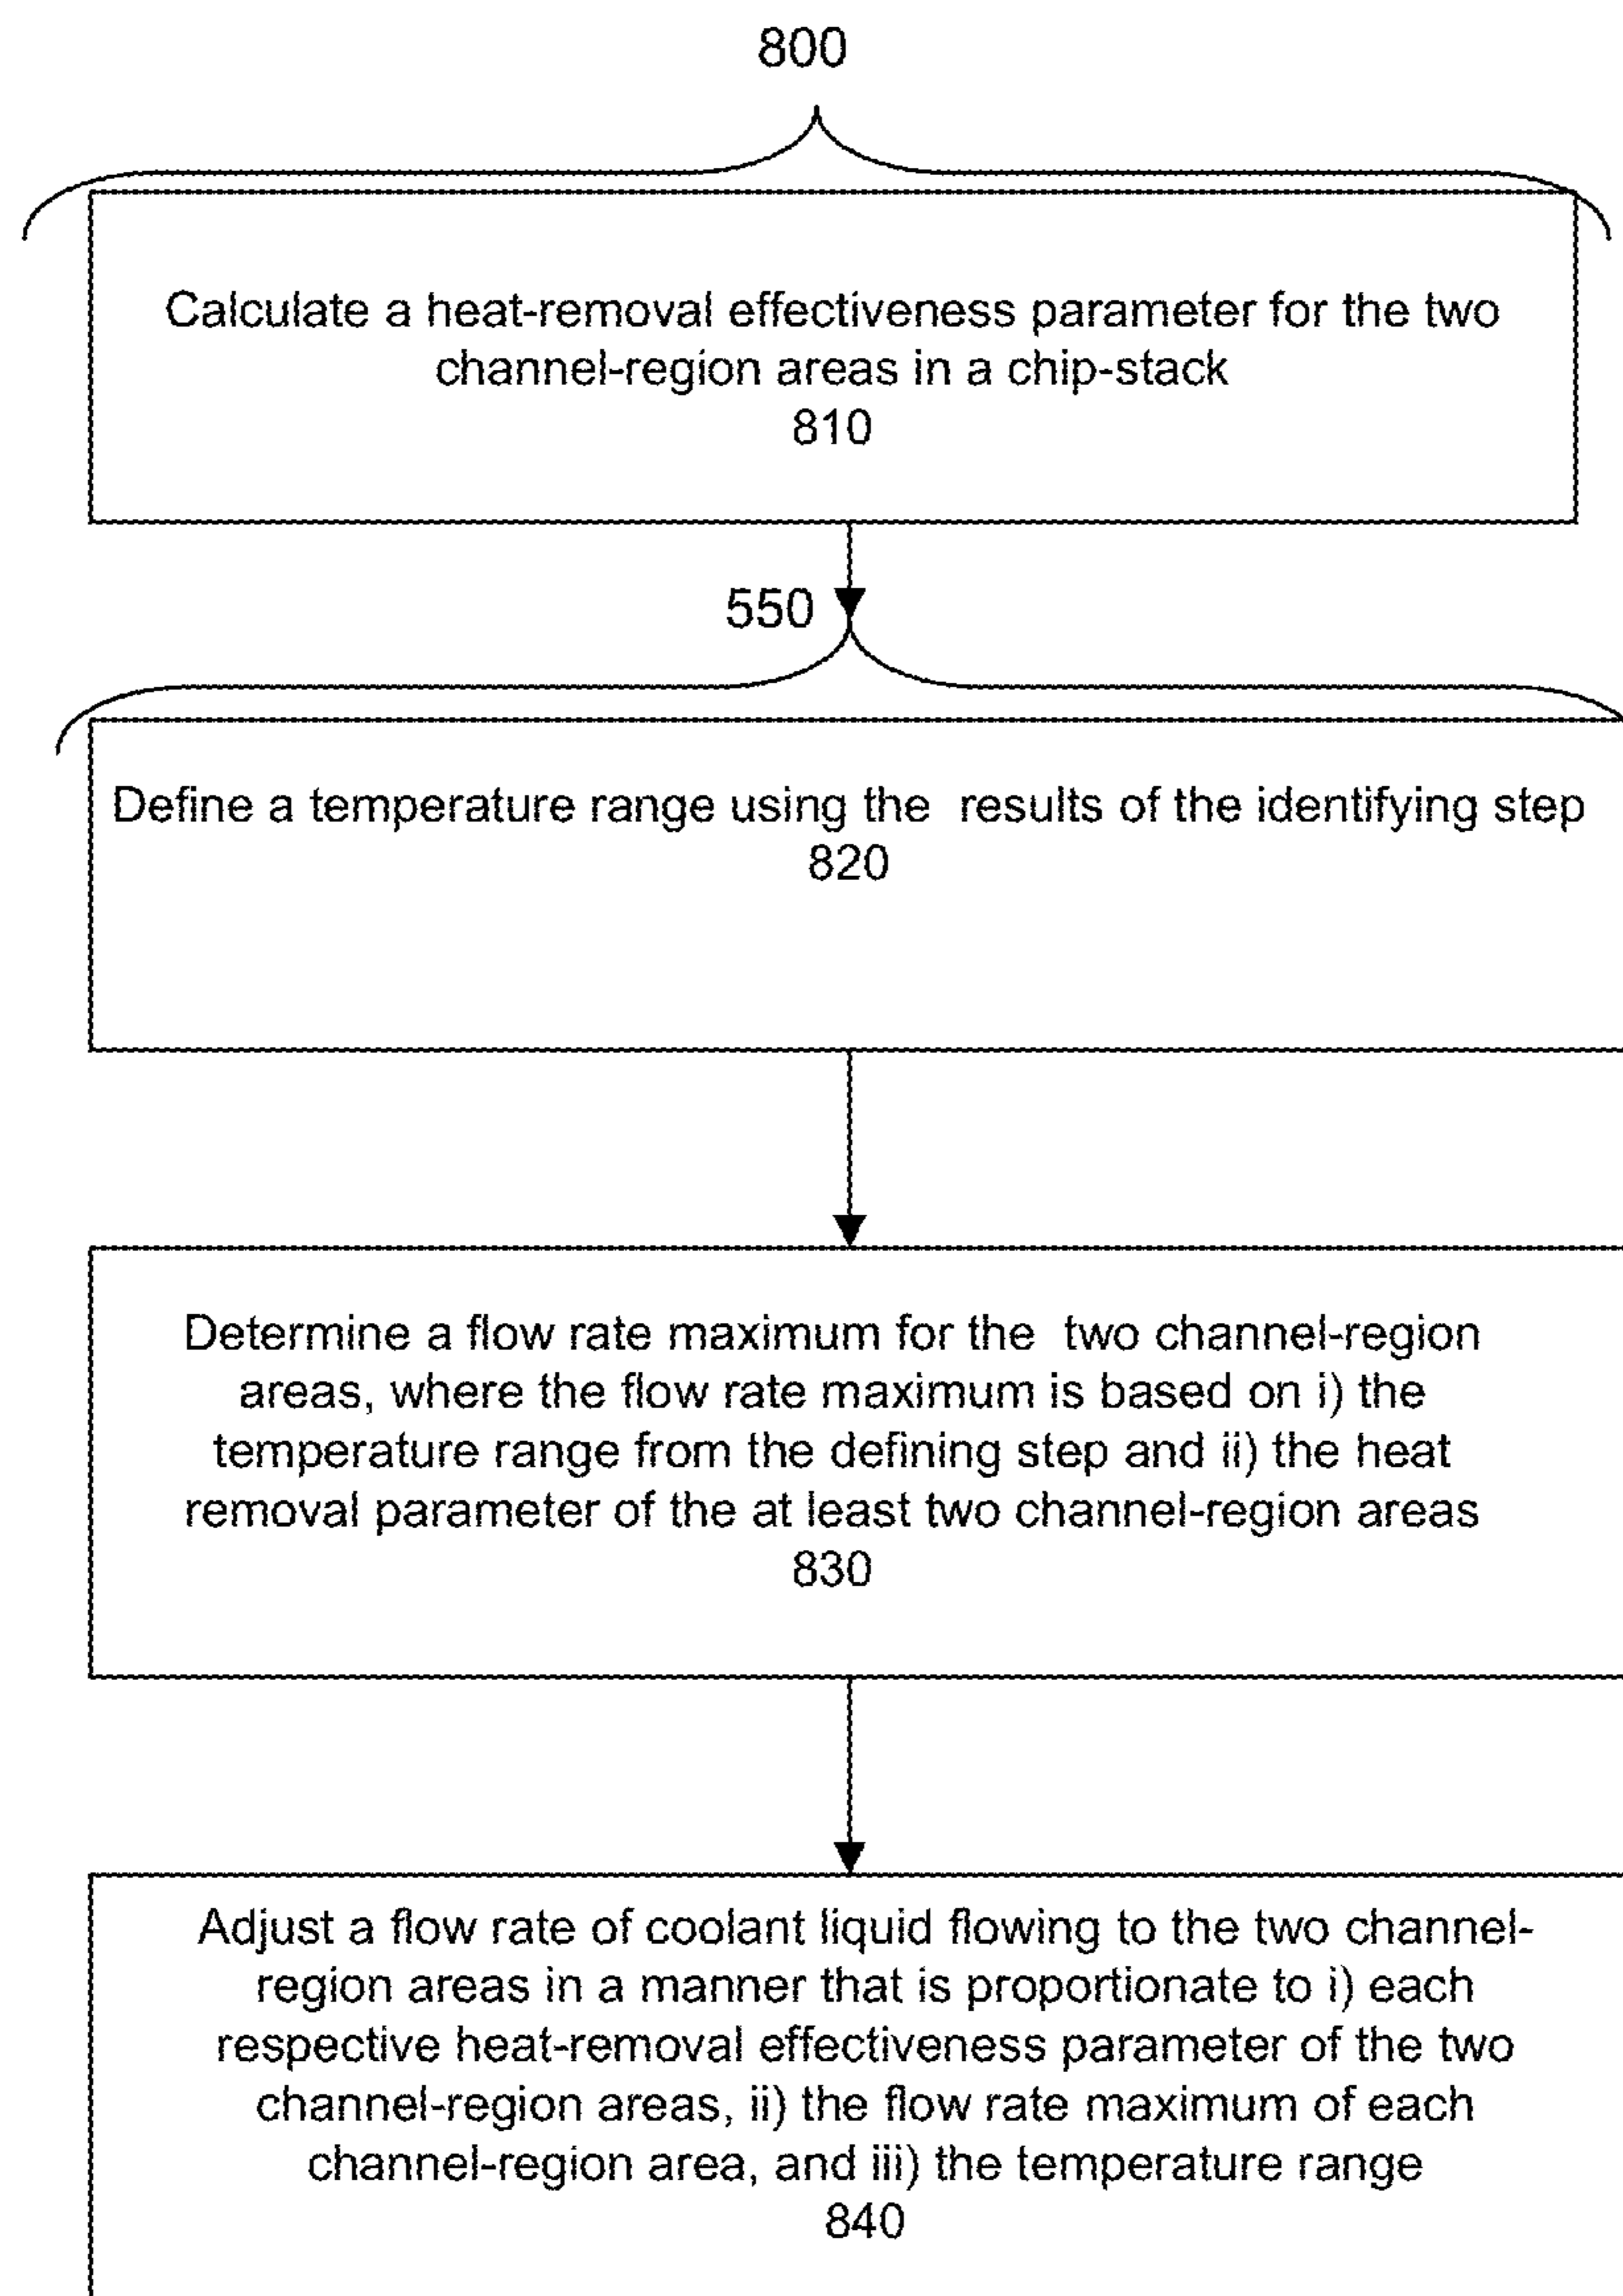 800
Calculate a heat-removal effectiveness parameter for the two
channel-region areas in a chip-stack
810
550
Define a temperature range using the results of the identifying step
820
Determine a flow rate maximum for the two channel-region
areas, where the flow rate maximum is based on i) the
temperature range from the defining step and ii) the heat
removal parameter of the at least two channel-region areas
830
Adjust a flow rate of coolant liquid flowing to the two channel-
region areas in a manner that is proportionate to i) each
respective heat-removal effectiveness parameter of the two
channel-region areas, ii) the flow rate maximum of each
channel-region area, and iii) the temperature range
840